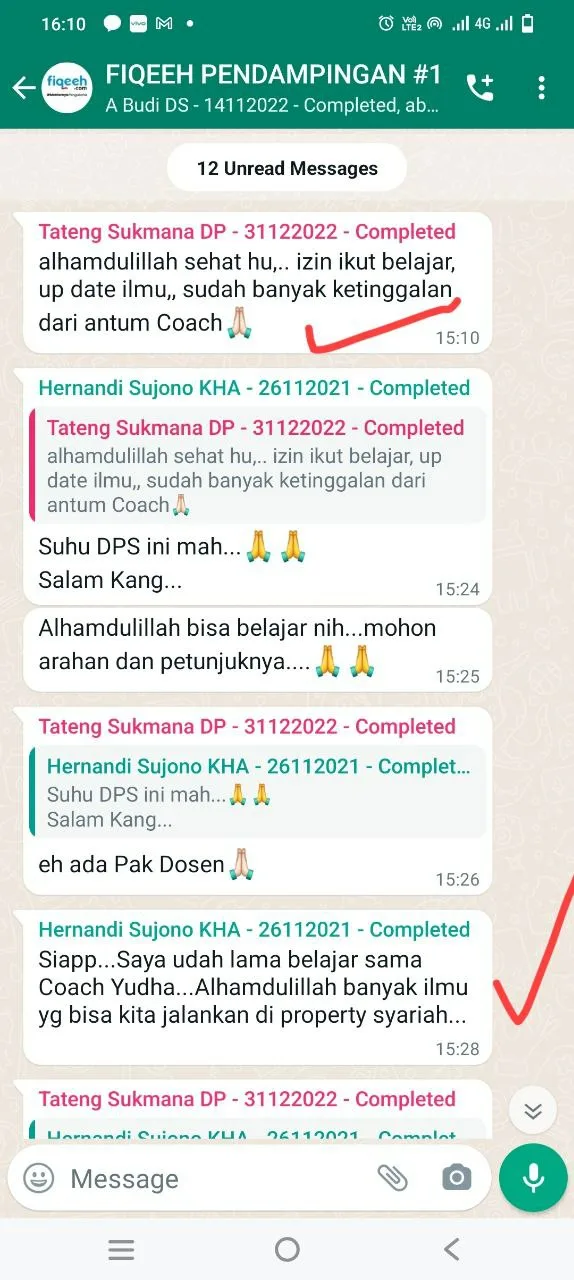 16:10
vivo
Vo)) LTE2
4G
fiqeeh
.com
FIQEEH PENDAMPINGAN #1
A Budi DS - 14112022 - Completed, ab...
12 Unread Messages
Tateng Sukmana DP - 31122022 - Completed
alhamdulillah sehat hu,.. izin ikut belajar,
up date ilmu,, sudah banyak ketinggalan
dari antum Coach🙏🏻
15:10
Hernandi Sujono KHA - 26112021 - Completed
Tateng Sukmana DP - 31122022 - Completed
alhamdulillah sehat hu,.. izin ikut belajar, up
date ilmu,, sudah banyak ketinggalan dari
antum Coach🙏🏻
Suhu DPS ini mah...🙏 🙏
Salam Kang...
15:24
Alhamdulillah bisa belajar nih...mohon
arahan dan petunjuknya....🙏 🙏
15:25
Tateng Sukmana DP - 31122022 - Completed
Hernandi Sujono KHA - 26112021 - Complet...
Suhu DPS ini mah...🙏 🙏
Salam Kang...
eh ada Pak Dosen🙏🏻
15:26
Hernandi Sujono KHA - 26112021 - Completed
Siapp...Saya udah lama belajar sama
Coach Yudha...Alhamdulillah banyak ilmu
yg bisa kita jalankan di property syariah...
15:28
Tateng Sukmana DP - 31122022 - Completed
Hernandi Sujono KHA - 26112021 - Complet...
Message